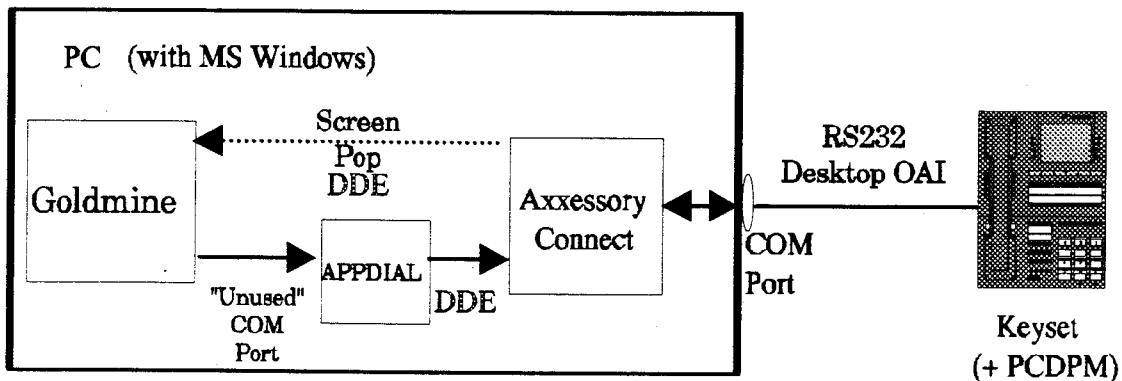 PC (with MS Windows)
Screen
Pop
DDE
Goldmine
"Unused"
COM
Port
APPDIAL
DDE
Axxessory
Connect
COM
Port
RS232
Desktop OAI
Keyset
(+ PCDPM)